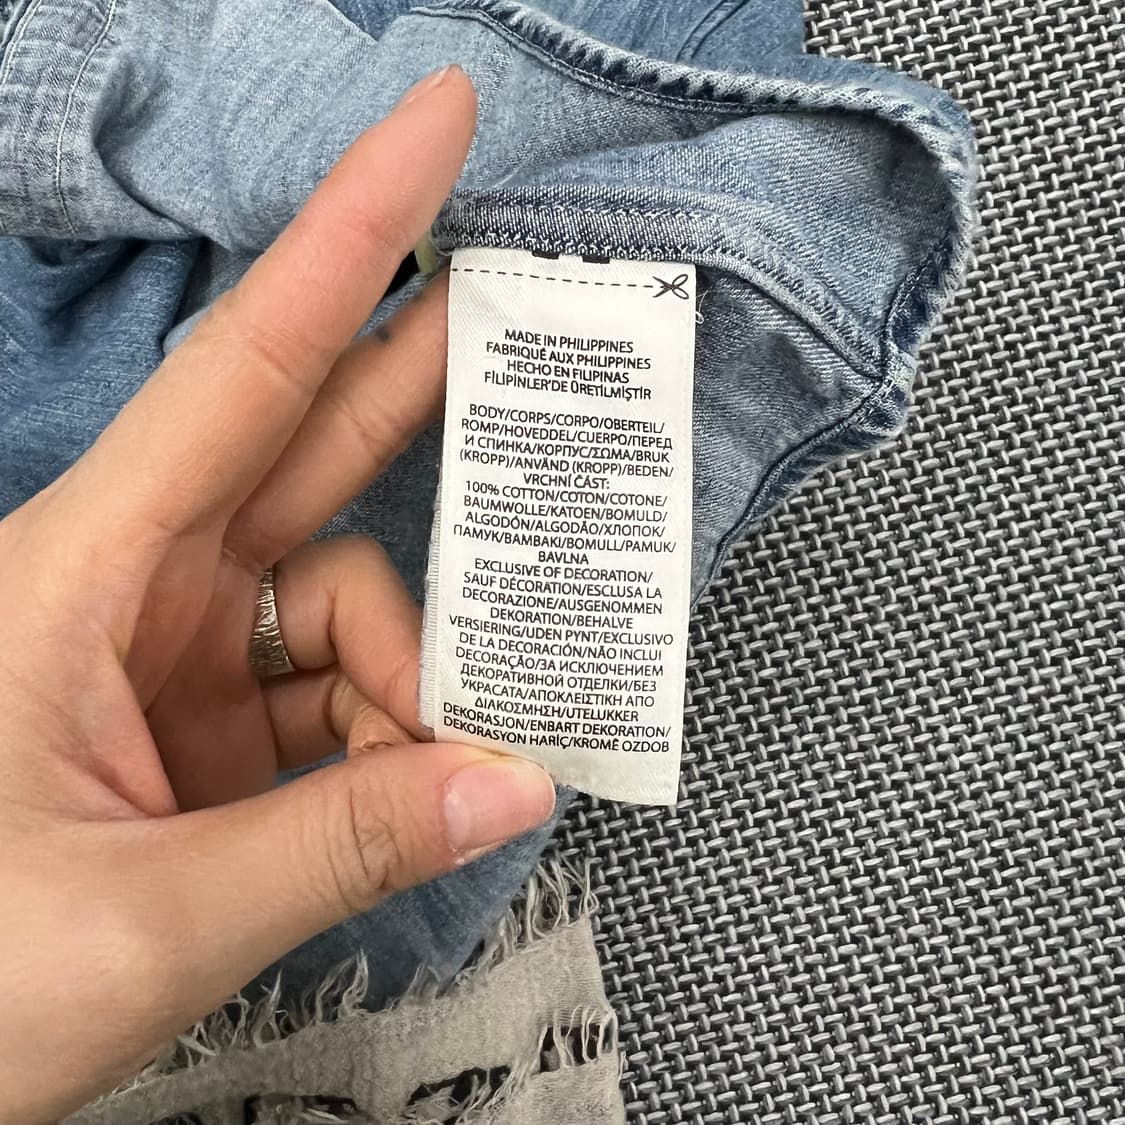 MADE IN PHILIPPINES
FABRIQUÉ AUX PHILIPPINES
HECHO EN FILIPINAS
FİLİPİNLER'DE ÜRETİLMİŞTİR
BODY/CORPS/CORPO/OBERTEIL/
ROMP/HOVEDDEL/CUERPO/ПЕРЕД
И СПИНКА/КОРПУС/ΣΩΜΑ/BRUK
(KROPP)/ANVÄND (KROPP)/BEDEN/
VRCHNÍ ČÁST:
100% COTTON/COTON/COTONE/
BAUMWOLLE/KATOEN/BOMULD/
ALGODÓN/ALGODÃO/ХЛОПОК/
ПАМУК/ΒΑΜΒΑΚΙ/BOMULL/PAMUK/
BAVLNA
EXCLUSIVE OF DECORATION/
SAUF DÉCORATION/ESCLUSA LA
DECORAZIONE/AUSGENOMMEN
DEKORATION/BEHALVE
VERSIERING/UDEN PYNT/EXCLUSIVO
DE LA DECORACIÓN/NÃO INCLUI
DECORAÇÃO/ЗА ИСКЛЮЧЕНИЕМ
ДЕКОРАТИВНОЙ ОТДЕЛКИ/БЕЗ
УКРАСАТА/ΑΠΟΚΛΕΙΣΤΙΚΗ ΑΠΟ
ΔΙΑΚΟΣΜΗΣΗ/UTELUKKER
DEKORASJON/ENBART DEKORATION/
DEKORASYON HARİÇ/KROMĚ OZDOB